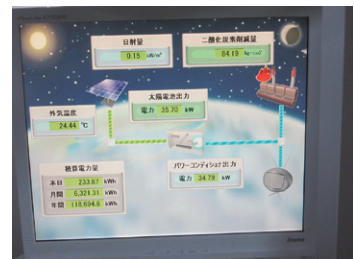 日射量
0.15 kW/m²
二酸化炭素削減量
84.19 kg-co2
太陽電池出力
電力 35.70 kW
外気温度
24.44 ℃
積算電力量
本日 233.87 kWh
月間 6,321.31 kWh
年間 118,694.6 kWh
パワーコンディショナ出力
電力 34.79 kW
iiyama